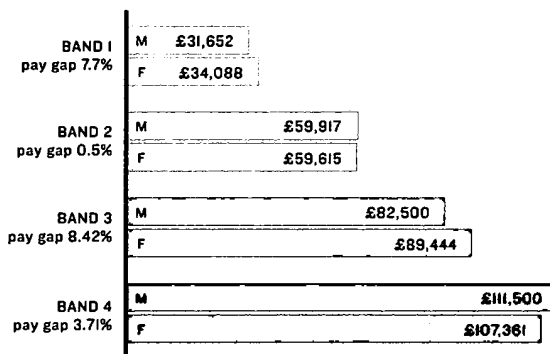 BAND 1
pay gap 7.7%
M £31,652
F £34,088
BAND 2
pay gap 0.5%
M £59,917
F £59,615
BAND 3
pay gap 8.42%
M £82,500
F £89,444
BAND 4
pay gap 3.71%
M £111,500
F £107,361